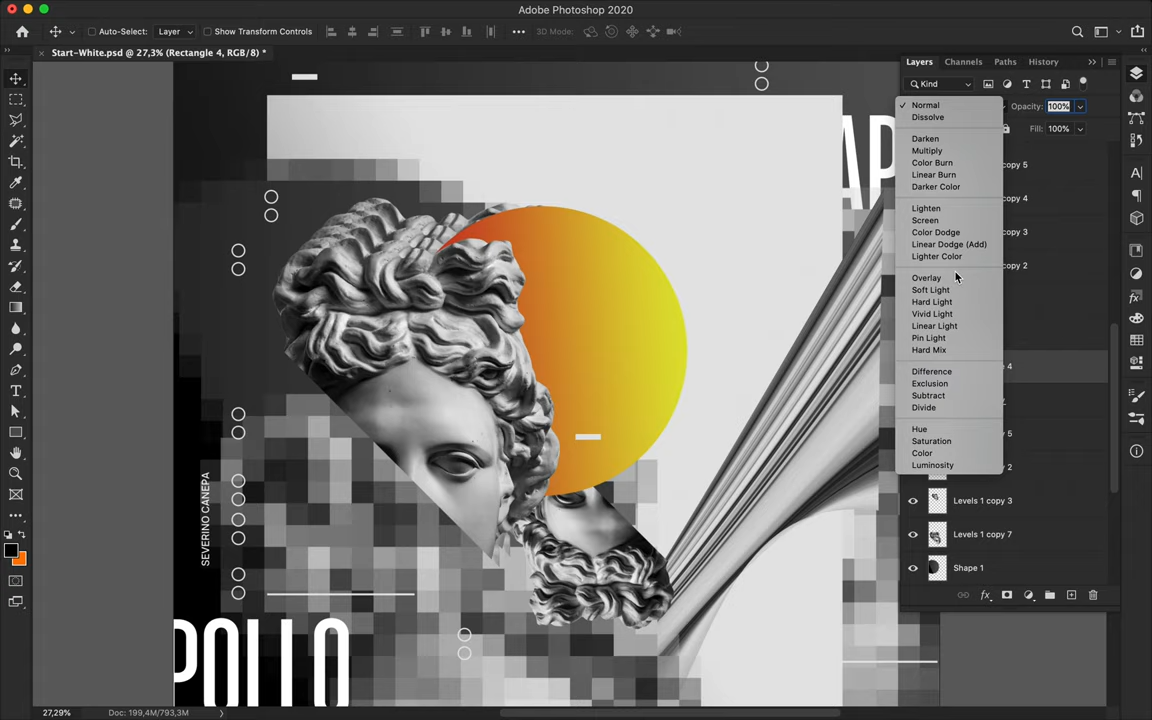 Adobe Photoshop 2020
Auto-Select: Layer Show Transform Controls 3D Mode:
Start-White.psd @ 27,3% (Rectangle 4, RGB/8) *
Layers Channels Paths History
Kind
Normal
Opacity: 100%
Dissolve
Fill: 100%
Darken
Multiply
Color Burn
Linear Burn
Darker Color
Lighten
Screen
Color Dodge
Linear Dodge (Add)
Lighter Color
Overlay
Soft Light
Hard Light
Vivid Light
Linear Light
Pin Light
Hard Mix
Difference
Exclusion
Subtract
Divide
Hue
Saturation
Color
Luminosity
copy 5
copy 4
copy 3
copy 2
4
5
2
Levels 1 copy 3
Levels 1 copy 7
Shape 1
AP
SEVERINO CANEPA
POLLO
27,29% Doc: 199,4M/793,3M